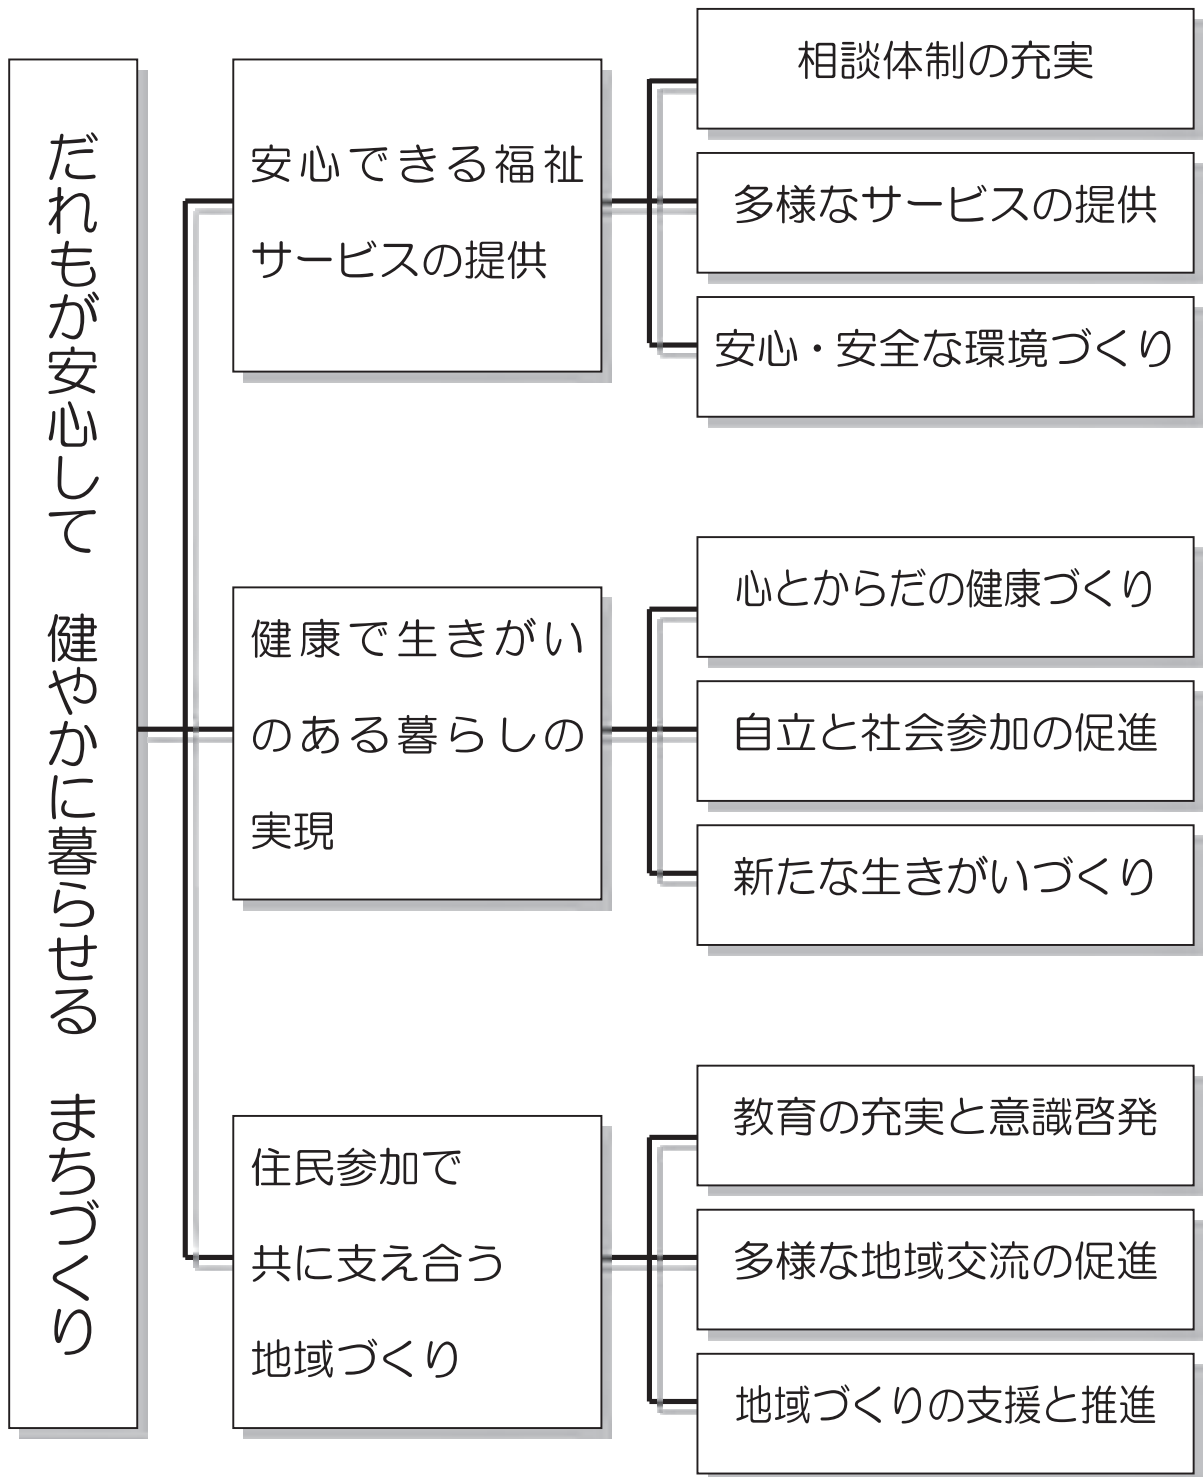 だれもが安心して　健やかに暮らせる　まちづくり
安心できる福祉
サービスの提供
相談体制の充実
多様なサービスの提供
安心・安全な環境づくり
健康で生きがい
のある暮らしの
実現
心とからだの健康づくり
自立と社会参加の促進
新たな生きがいづくり
住民参加で
共に支え合う
地域づくり
教育の充実と意識啓発
多様な地域交流の促進
地域づくりの支援と推進